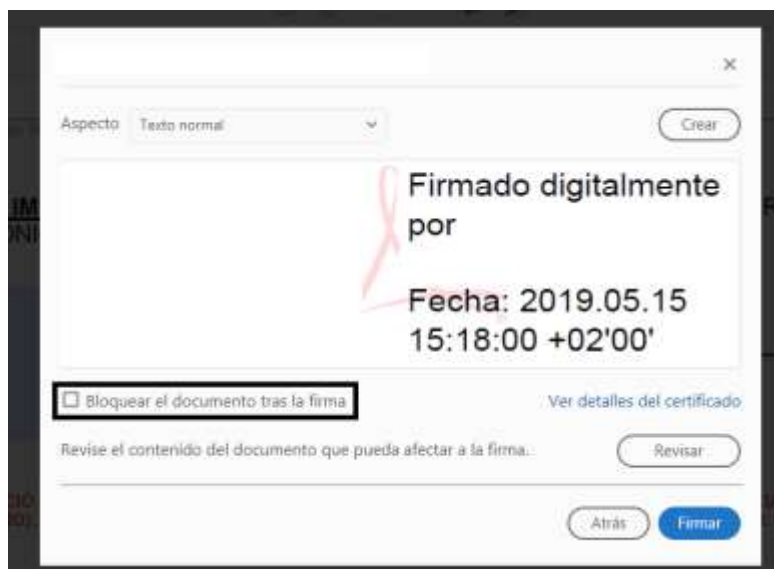 ×
Aspecto Texto normal Crear
Firmado digitalmente
por
Fecha: 2019.05.15
15:18:00 +02'00'
Bloquear el documento tras la firma Ver detalles del certificado
Revise el contenido del documento que pueda afectar a la firma. Revisar
Atrás Firmar